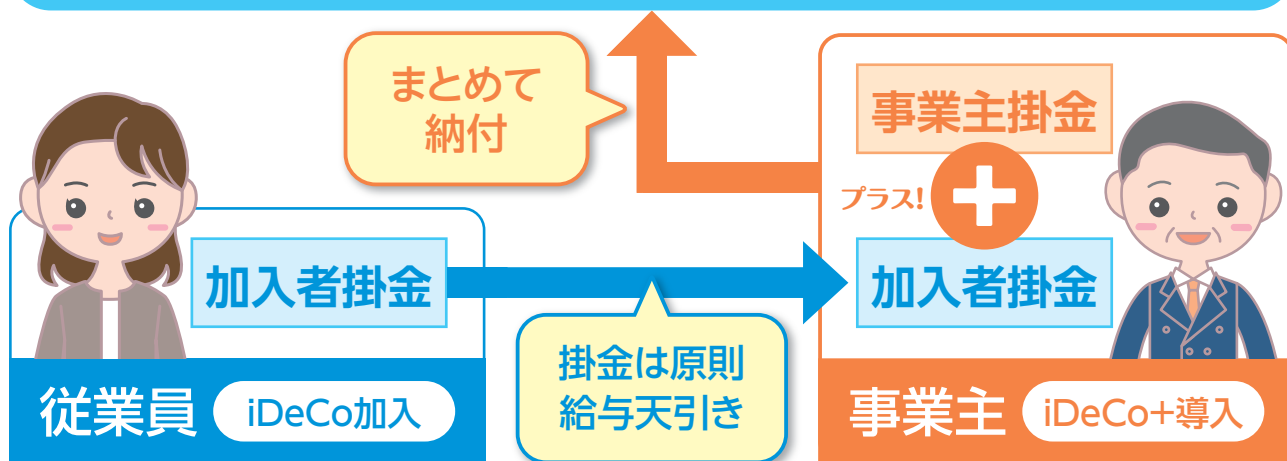 まとめて
納付
事業主掛金
プラス!
加入者掛金
加入者掛金
掛金は原則
給与天引き
従業員 iDeCo加入
事業主 iDeCo+導入